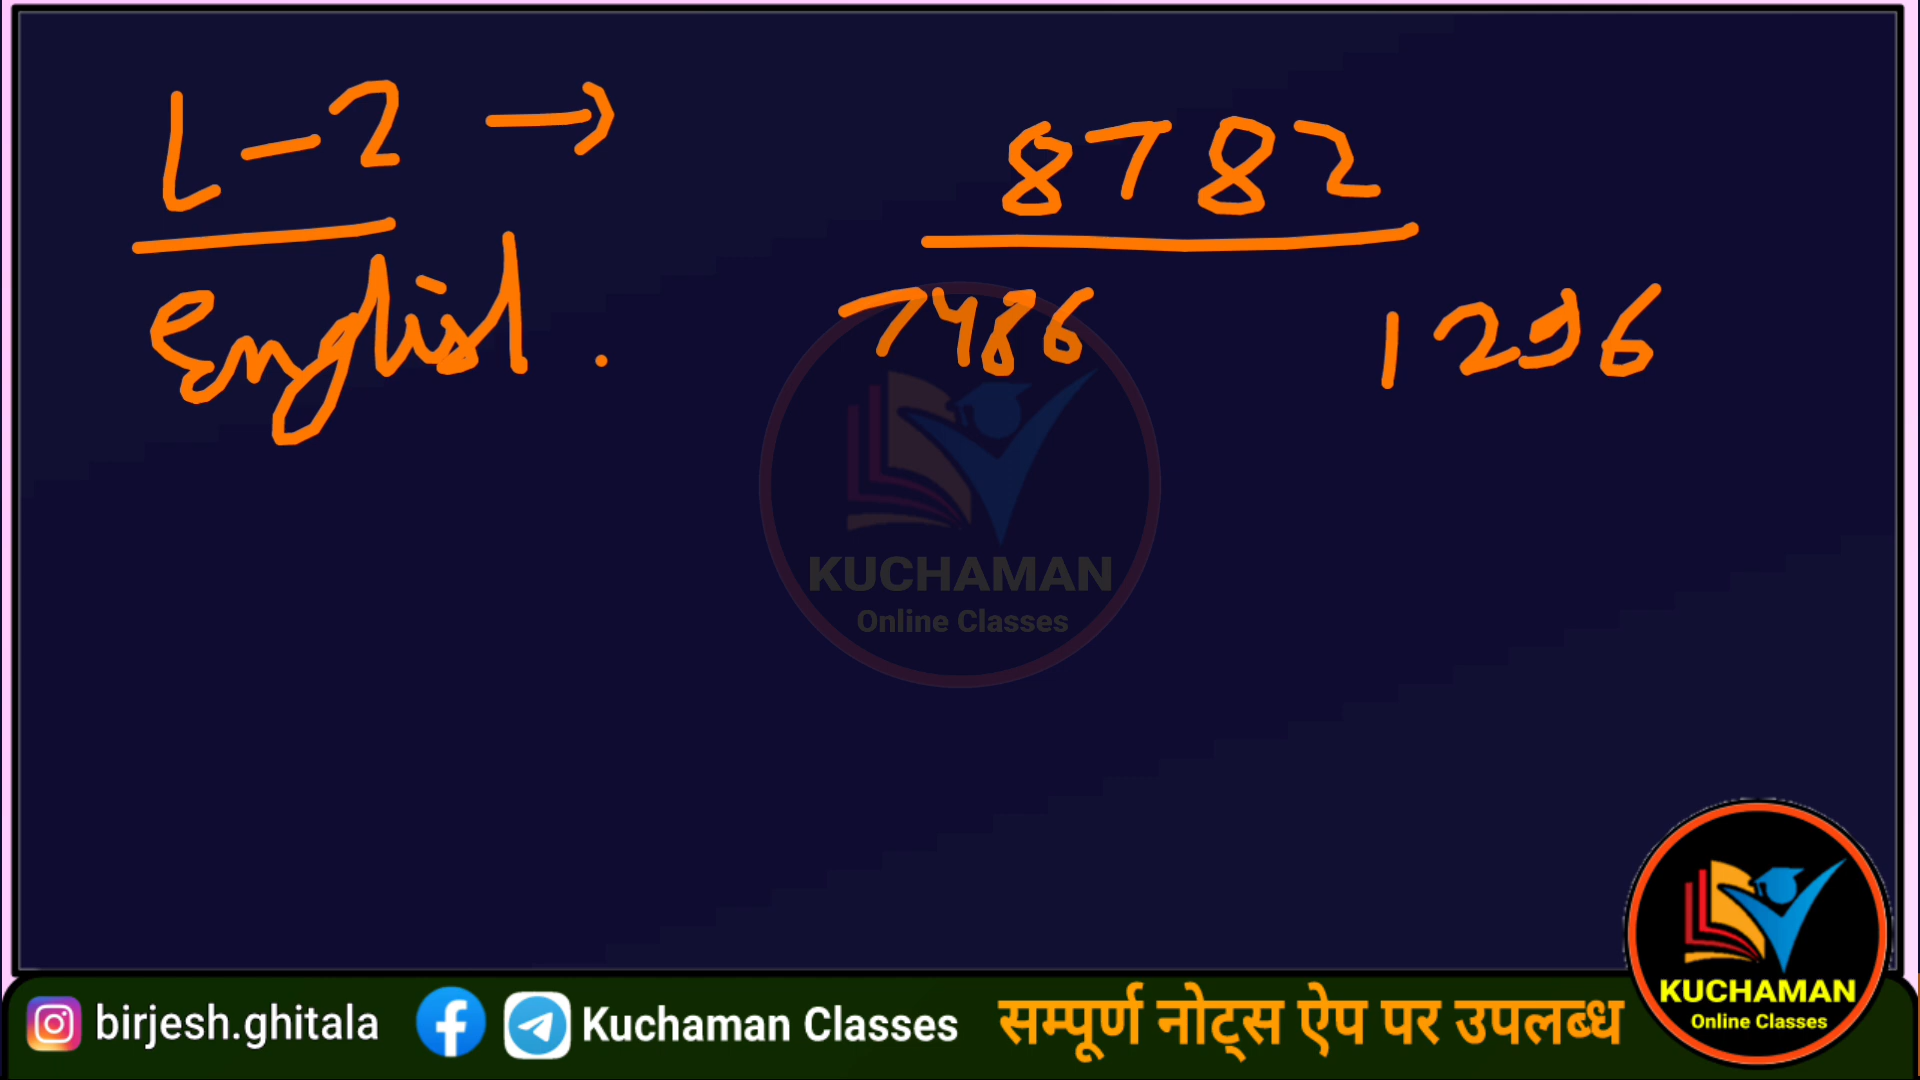 L-2 → 8782
English. 7486 1296
KUCHAMAN
Online Classes
birjesh.ghitala Kuchaman Classes सम्पूर्ण नोट्स ऐप पर उपलब्ध
KUCHAMAN
Online Classes